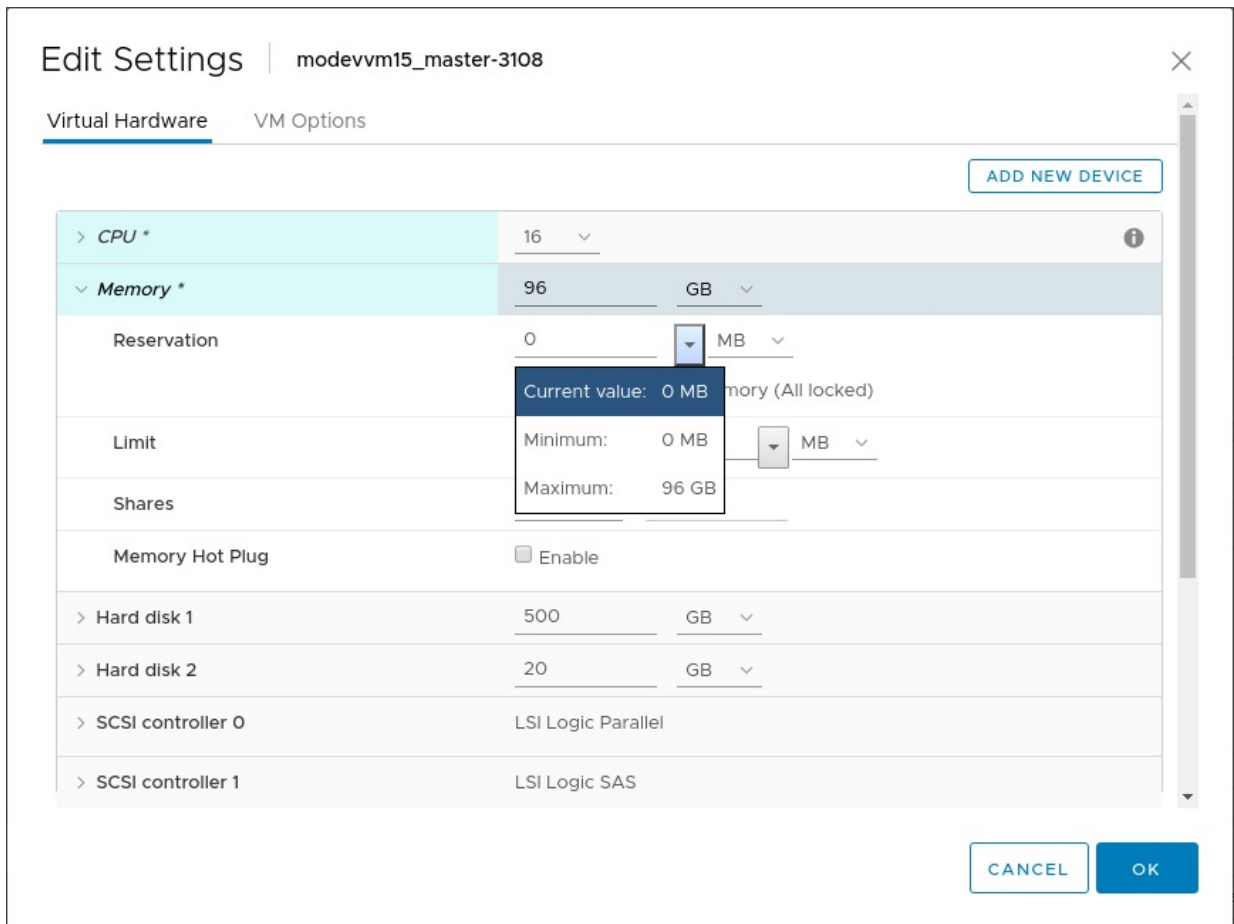 Edit Settings modevvm15_master-3108
Virtual Hardware VM Options
ADD NEW DEVICE
CPU * 16
Memory * 96 GB
Reservation 0 MB
Current value: 0 MB mory (All locked)
Limit Minimum: 0 MB MB
Maximum: 96 GB
Shares
Memory Hot Plug Enable
Hard disk 1 500 GB
Hard disk 2 20 GB
SCSI controller 0 LSI Logic Parallel
SCSI controller 1 LSI Logic SAS
CANCEL OK